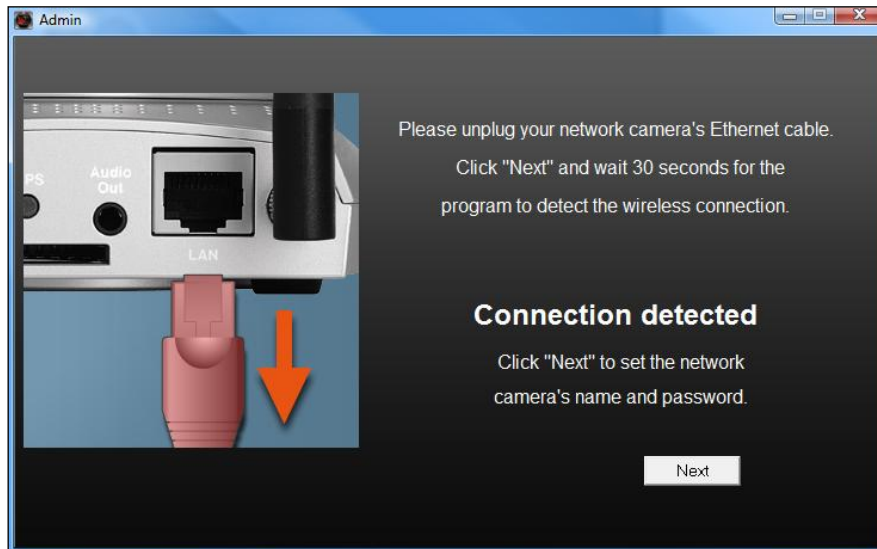 Admin
PS
Audio
Out
LAN
Please unplug your network camera's Ethernet cable.
Click "Next" and wait 30 seconds for the
program to detect the wireless connection.
Connection detected
Click "Next" to set the network
camera's name and password.
Next